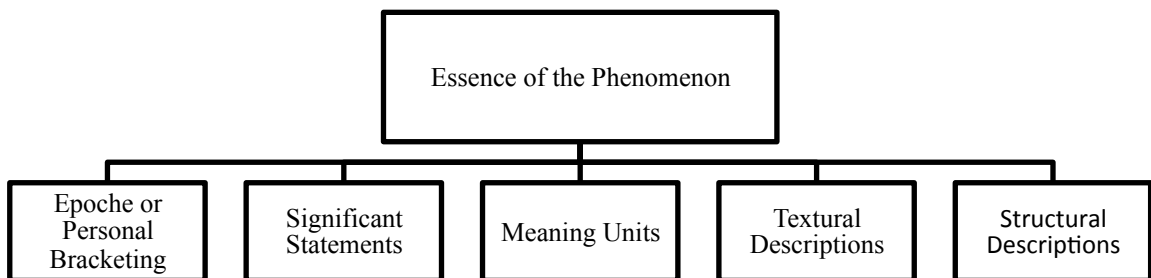 Essence of the Phenomenon
Epoche or
Personal
Bracketing
Significant
Statements
Meaning Units
Textural
Descriptions
Structural
Descriptions